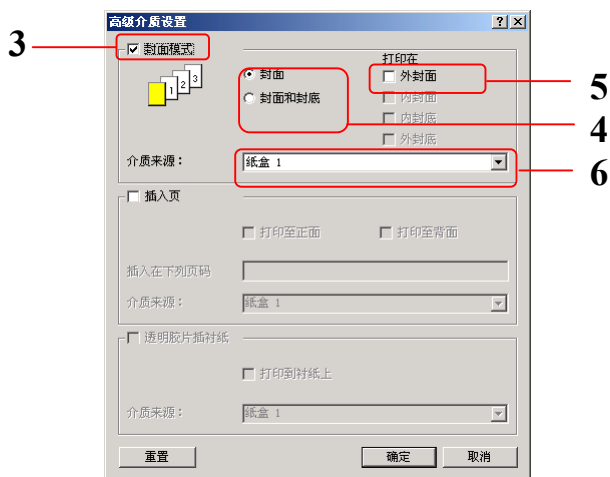 高级介质设置
3
封面模式
打印在
1 2 3
封面
外封面
5
封面和封底
内封面
内封底
4
外封底
介质来源：
纸盒 1
6
插入页
打印至正面
打印至背面
插入在下列页码
介质来源：
纸盒 1
透明胶片插衬纸
打印到衬纸上
介质来源：
纸盒 1
重置
确定
取消